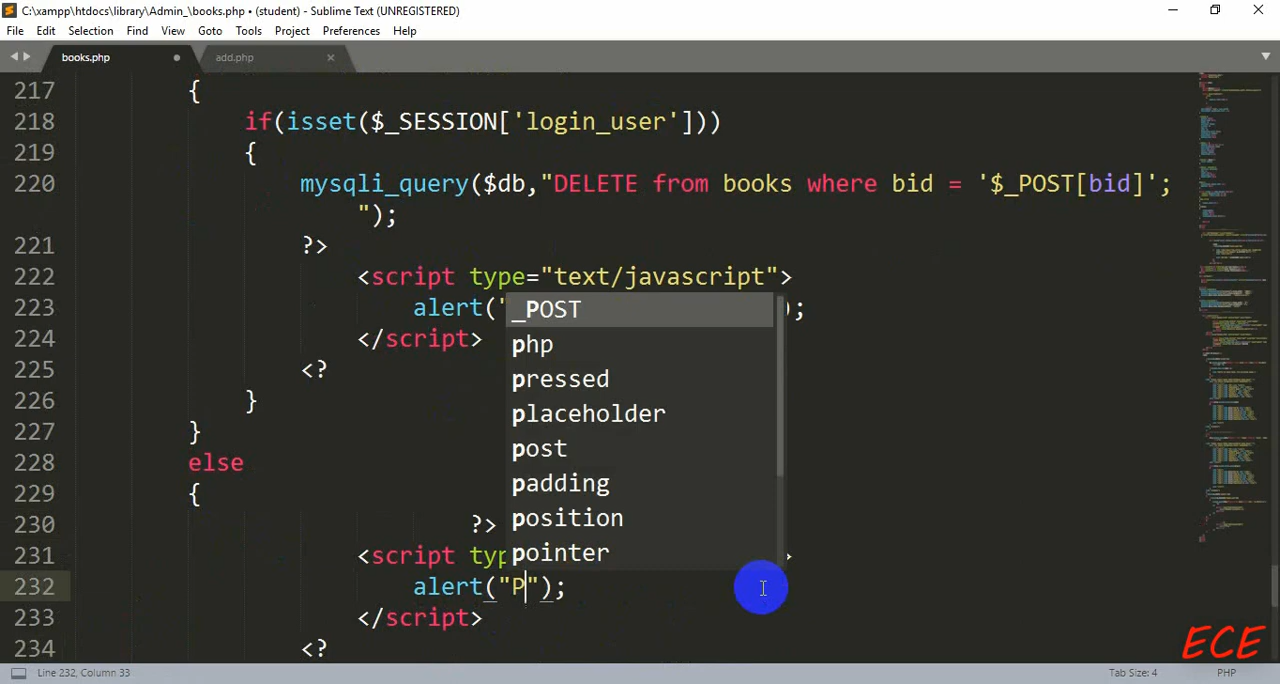 C:\xampp\htdocs\library\Admin_\books.php • (student) - Sublime Text (UNREGISTERED)
File Edit Selection Find View Goto Tools Project Preferences Help
books.php add.php
217 {
218 if(isset($_SESSION['login_user']))
219 {
220 mysqli_query($db,"DELETE from books where bid = '$_POST[bid]';
");
221 ?>
222 <script type="text/javascript">
223 alert(" );
_POST
224 </script>
php
225 <?
pressed
226 }
placeholder
227 }
post
228 else
padding
229 {
position
230 ?>
pointer
231 <script typ >
232 alert("P");
233 </script>
234 <?
ECE
Line 232, Column 33 Tab Size: 4 PHP